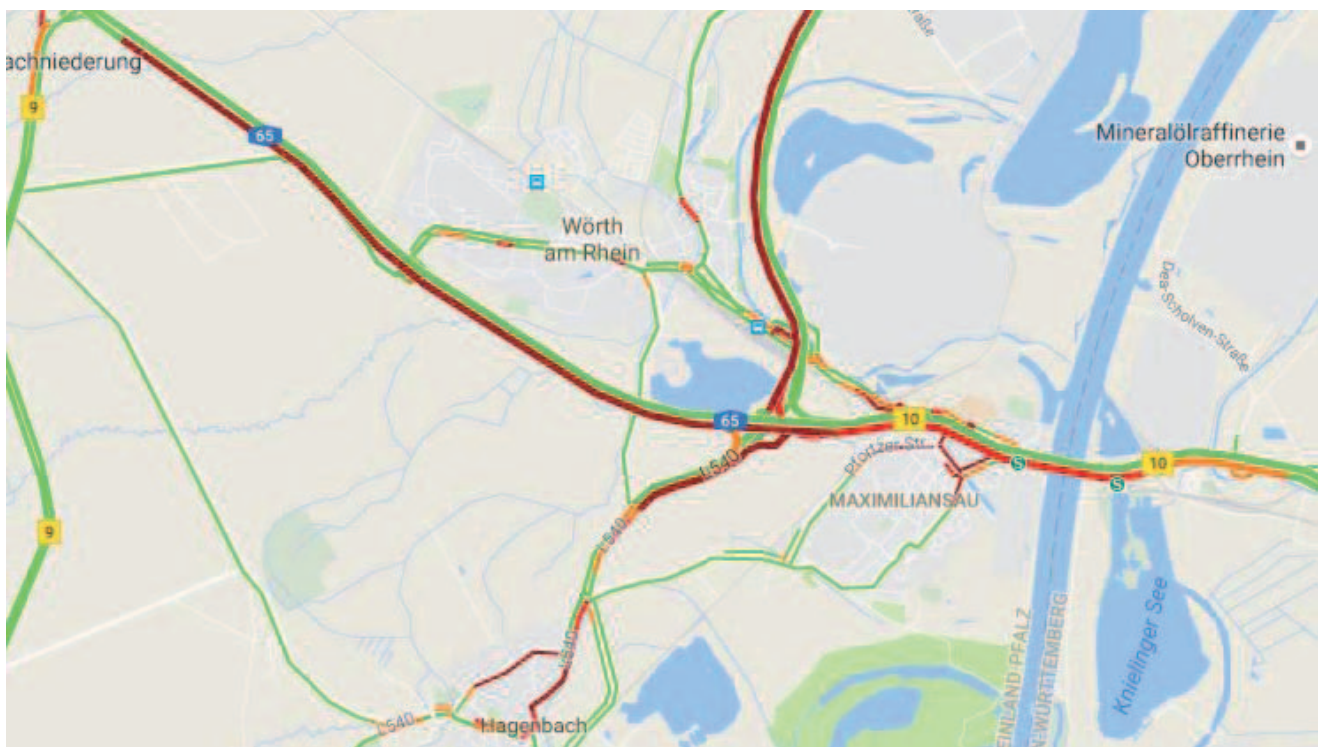 achniederung
9
65
Mineralölraffinerie
Oberrhein
Wörth
am Rhein
Dea-Scholven-Straße
65
10
Pfortzer Str.
L540
10
S
S
MAXIMILIANSAU
9
L540
L540
L540
Hagenbach
EINLAND-PFALZ
N-WÜRTTEMBERG
Knielinger See